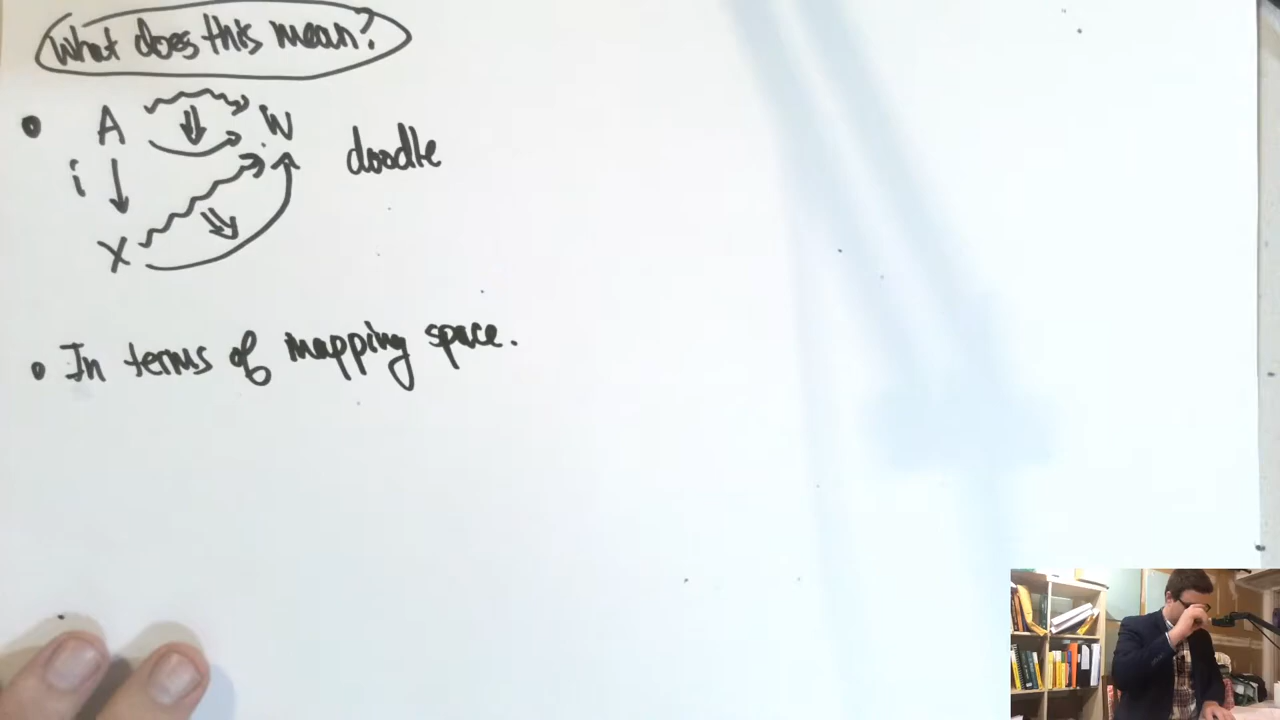 What does this mean?
• A ⇓ W doodle
i ↓ ⇓
X
• In terms of mapping space.